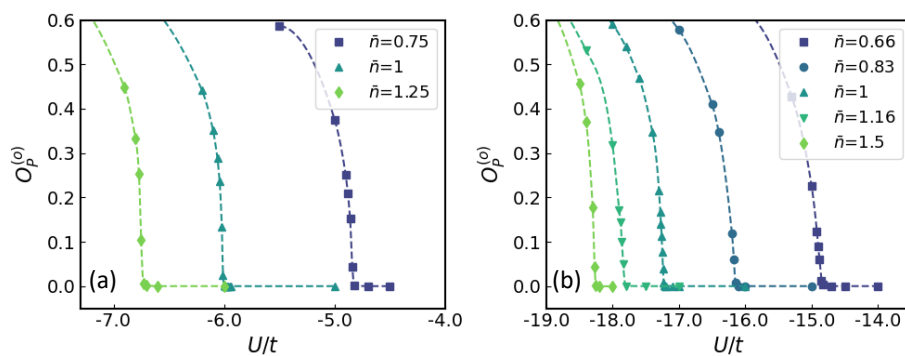 0.6
0.5
0.4
0.3
0.2
0.1
0.0
O_P^(o)
n̄=0.75
n̄=1
n̄=1.25
(a)
-7.0 -6.0 -5.0 -4.0
U/t
0.6
0.5
0.4
0.3
0.2
0.1
0.0
O_P^(o)
n̄=0.66
n̄=0.83
n̄=1
n̄=1.16
n̄=1.5
(b)
-19.0 -18.0 -17.0 -16.0 -15.0 -14.0
U/t